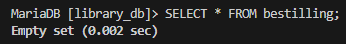 MariaDB [library_db]> SELECT * FROM bestilling;
Empty set (0.002 sec)